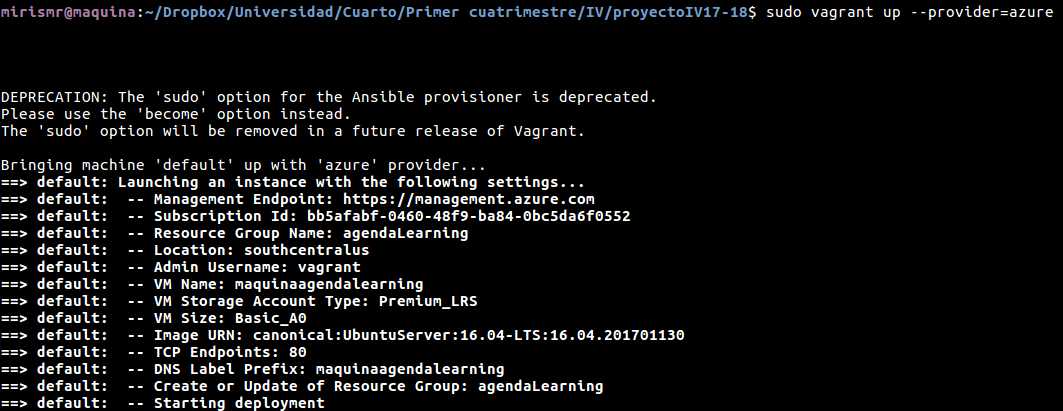 mirismr@maquina:~/Dropbox/Universidad/Cuarto/Primer cuatrimestre/IV/proyectoIV17-18$ sudo vagrant up --provider=azure
DEPRECATION: The 'sudo' option for the Ansible provisioner is deprecated.
Please use the 'become' option instead.
The 'sudo' option will be removed in a future release of Vagrant.
Bringing machine 'default' up with 'azure' provider...
==> default: Launching an instance with the following settings...
==> default:  -- Management Endpoint: https://management.azure.com
==> default:  -- Subscription Id: bb5afabf-0460-48f9-ba84-0bc5da6f0552
==> default:  -- Resource Group Name: agendaLearning
==> default:  -- Location: southcentralus
==> default:  -- Admin Username: vagrant
==> default:  -- VM Name: maquinaagendalearning
==> default:  -- VM Storage Account Type: Premium_LRS
==> default:  -- VM Size: Basic_A0
==> default:  -- Image URN: canonical:UbuntuServer:16.04-LTS:16.04.201701130
==> default:  -- TCP Endpoints: 80
==> default:  -- DNS Label Prefix: maquinaagendalearning
==> default:  -- Create or Update of Resource Group: agendaLearning
==> default:  -- Starting deployment